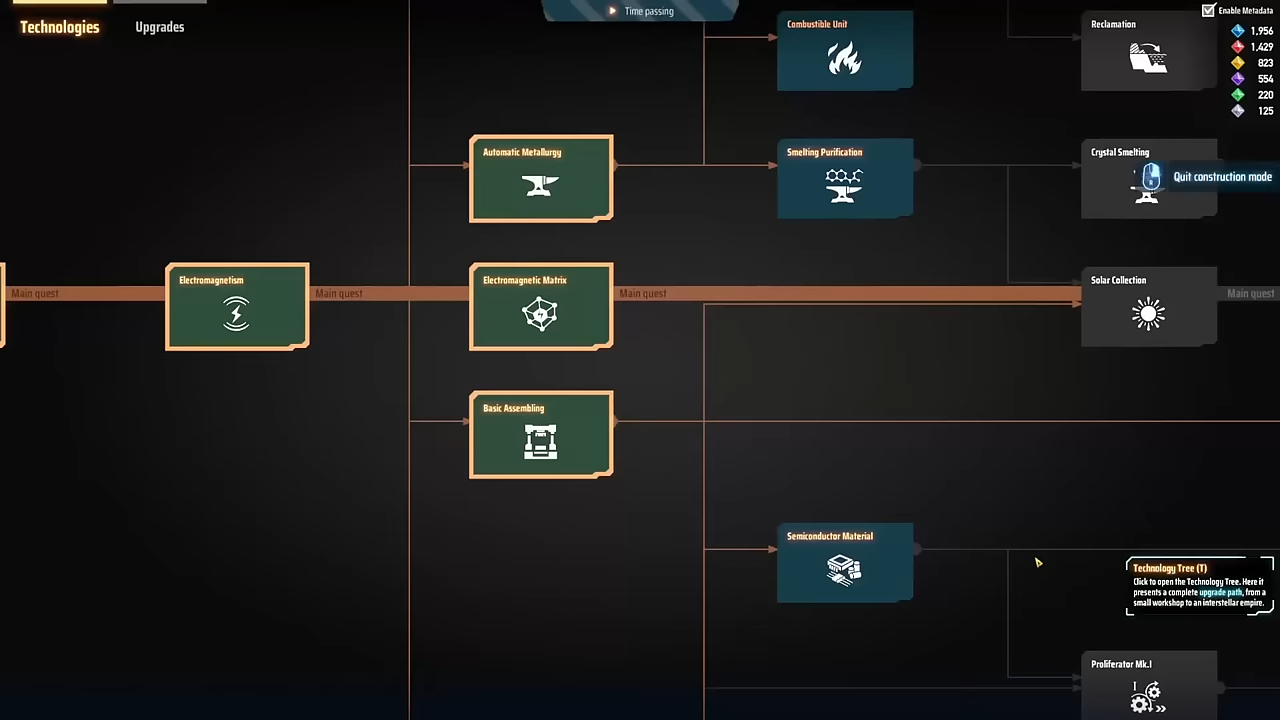 Technologies
Upgrades
Time passing
Enable Metadata
Combustible Unit
Reclamation
1,956
1,429
823
554
220
125
Automatic Metallurgy
Smelting Purification
Crystal Smelting
Quit construction mode
Electromagnetism
Electromagnetic Matrix
Solar Collection
Main quest
Main quest
Main quest
Main quest
Basic Assembling
Semiconductor Material
Technology Tree (T)
Click to open the Technology Tree. Here it
presents a complete upgrade path, from a
small workshop to an interstellar empire.
Proliferator Mk.I